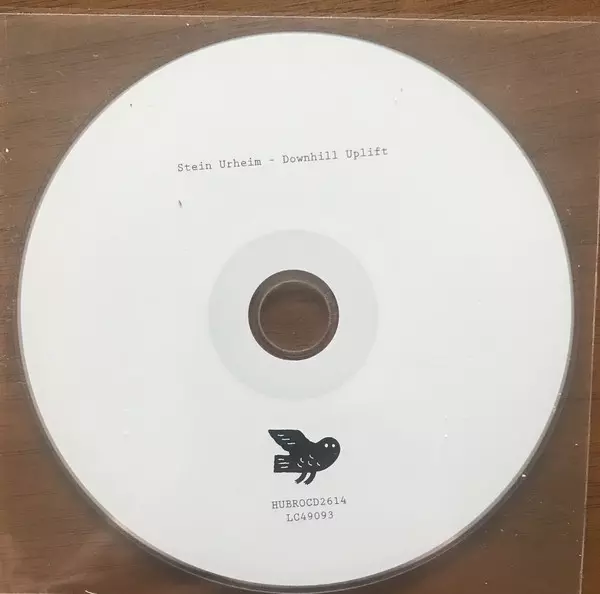 Stein Urheim - Downhill Uplift
HUBROCD2614
LC49093